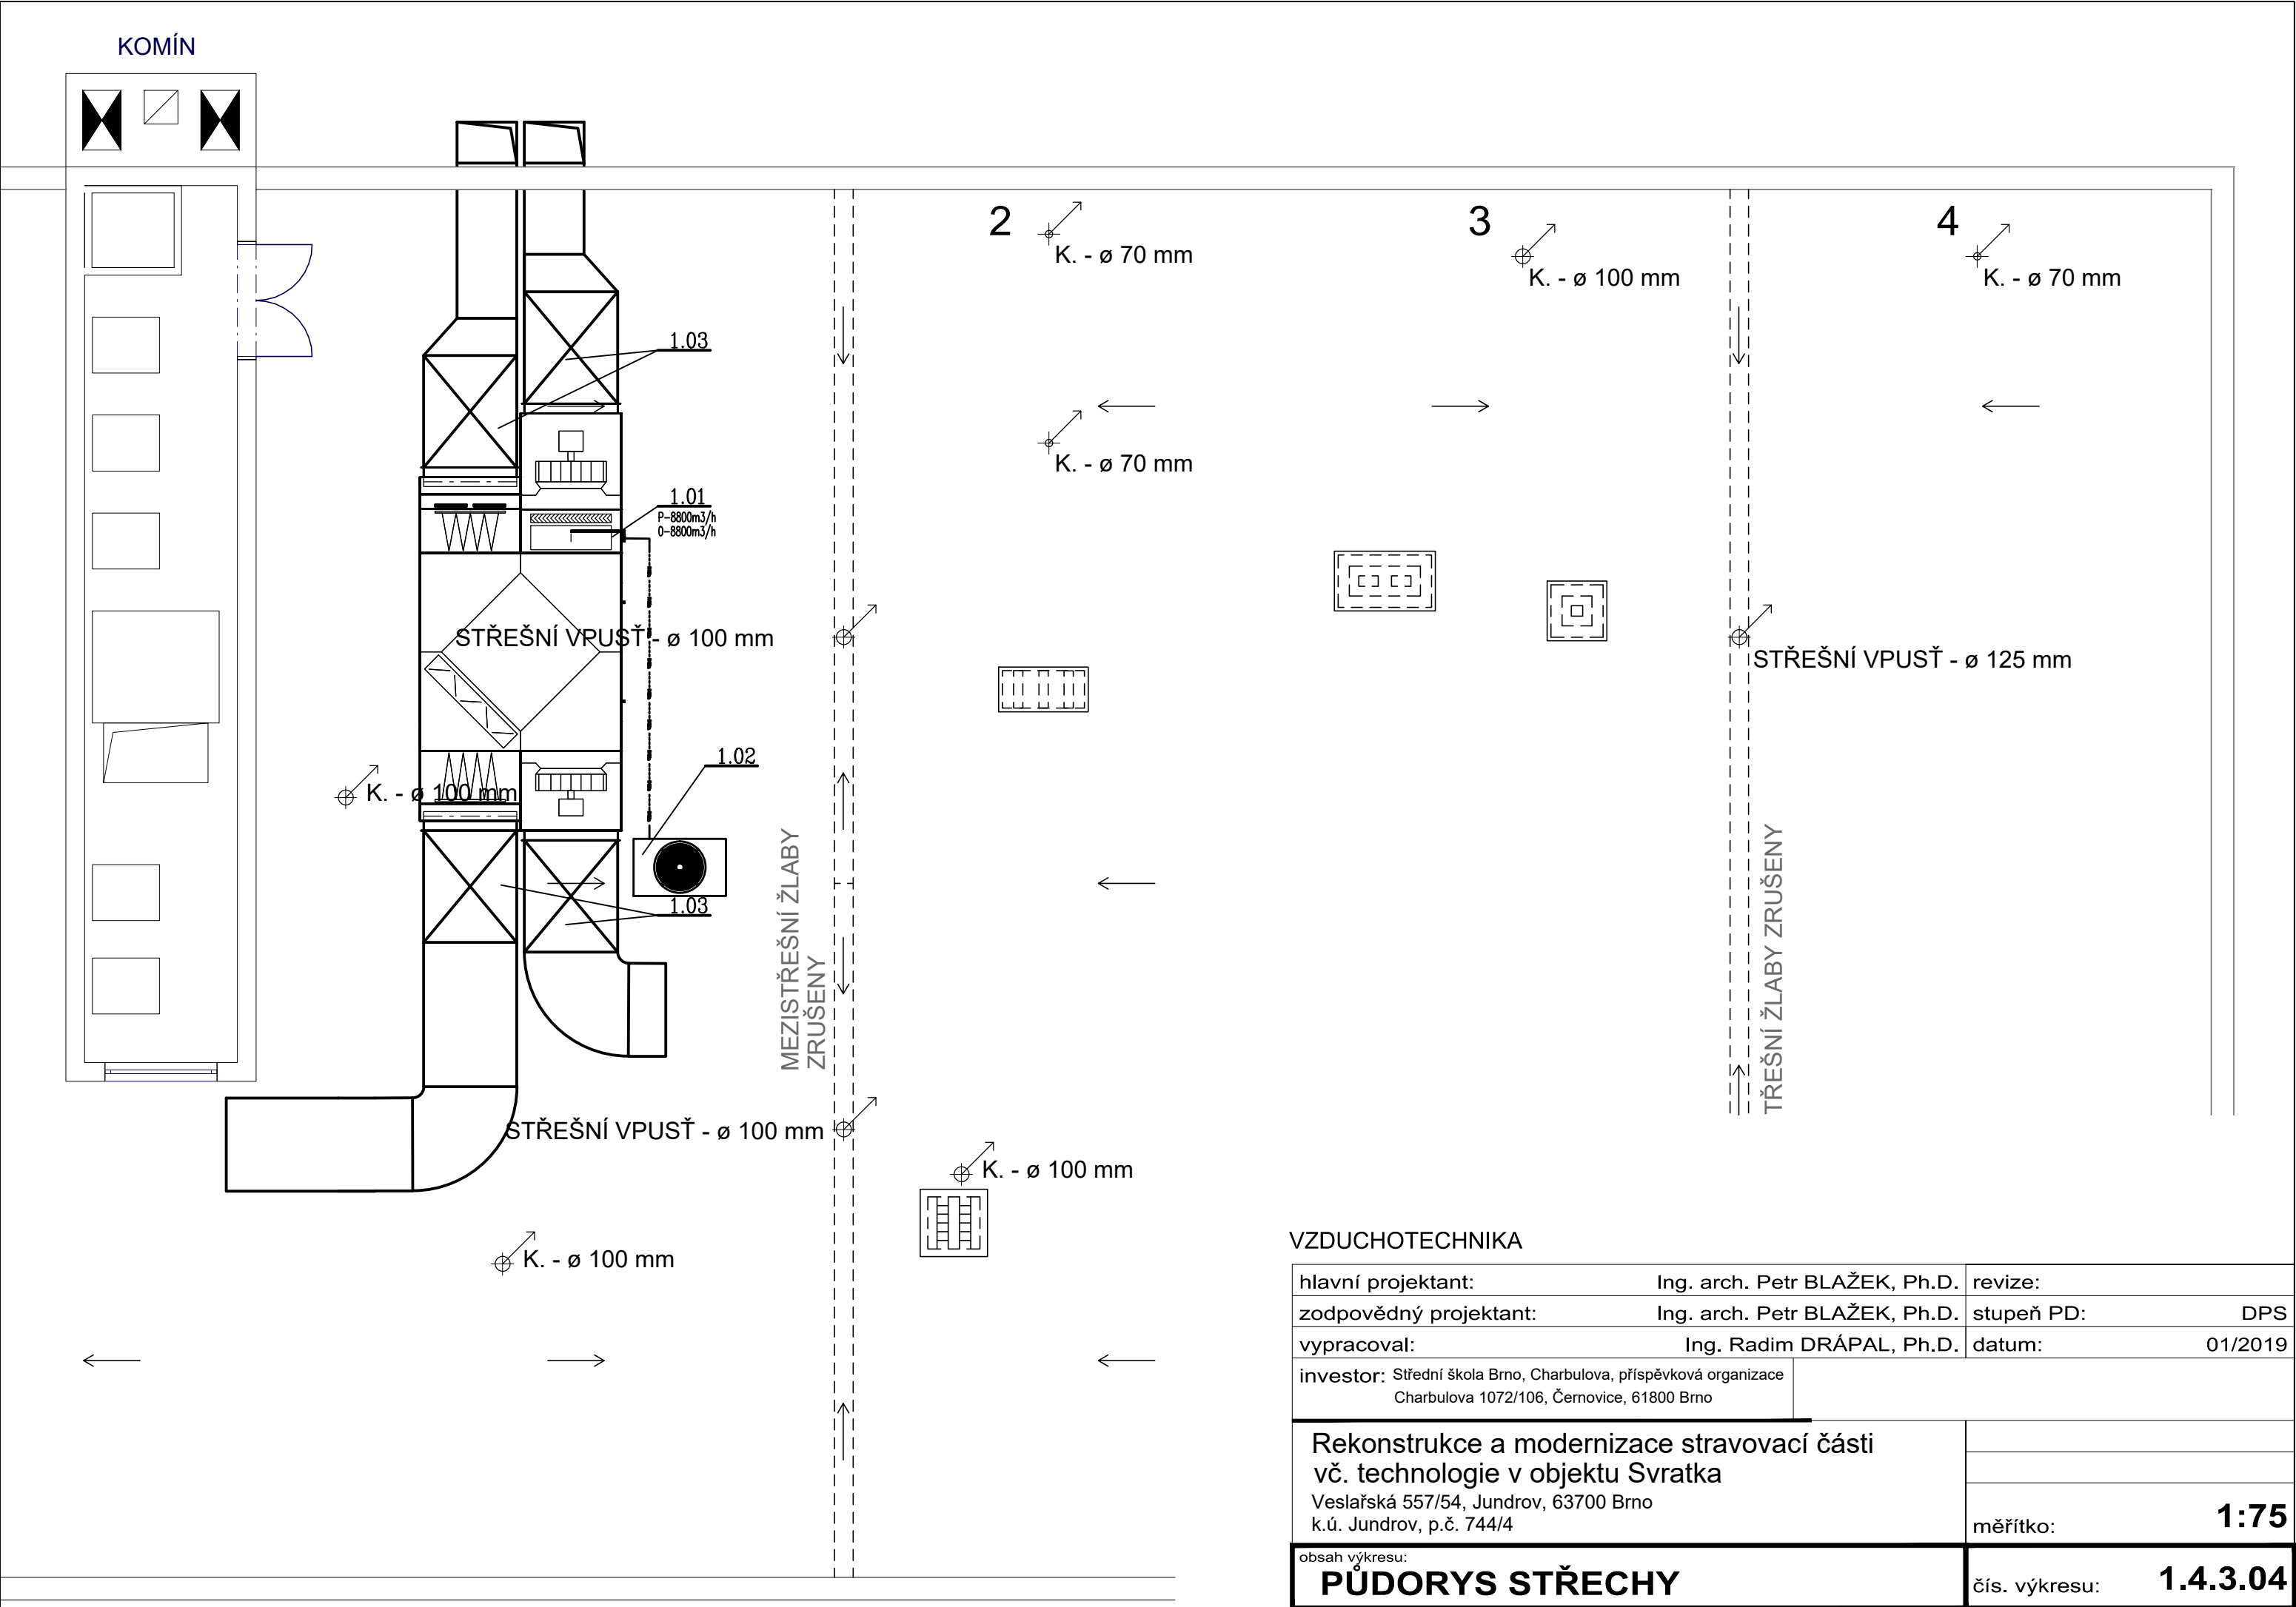 KOMÍN
2
K. - ø 70 mm
3
K. - ø 100 mm
4
K. - ø 70 mm
1.03
K. - ø 70 mm
1.01
P-8800m3/h
O-8800m3/h
STŘEŠNÍ VPUSŤ - ø 100 mm
STŘEŠNÍ VPUSŤ - ø 125 mm
1.02
K. - ø 100 mm
1.03
MEZISTŘEŠNÍ ŽLABY
ZRUŠENY
TŘEŠNÍ ŽLABY ZRUŠENY
STŘEŠNÍ VPUSŤ - ø 100 mm
K. - ø 100 mm
K. - ø 100 mm
VZDUCHOTECHNIKA
hlavní projektant: Ing. arch. Petr BLAŽEK, Ph.D. revize:
zodpovědný projektant: Ing. arch. Petr BLAŽEK, Ph.D. stupeň PD: DPS
vypracoval: Ing. Radim DRÁPAL, Ph.D. datum: 01/2019
investor: Střední škola Brno, Charbulova, příspěvková organizace
Charbulova 1072/106, Černovice, 61800 Brno
Rekonstrukce a modernizace stravovací části
vč. technologie v objektu Svratka
Veslařská 557/54, Jundrov, 63700 Brno
k.ú. Jundrov, p.č. 744/4
měřítko: 1:75
obsah výkresu:
PŮDORYS STŘECHY
čís. výkresu: 1.4.3.04